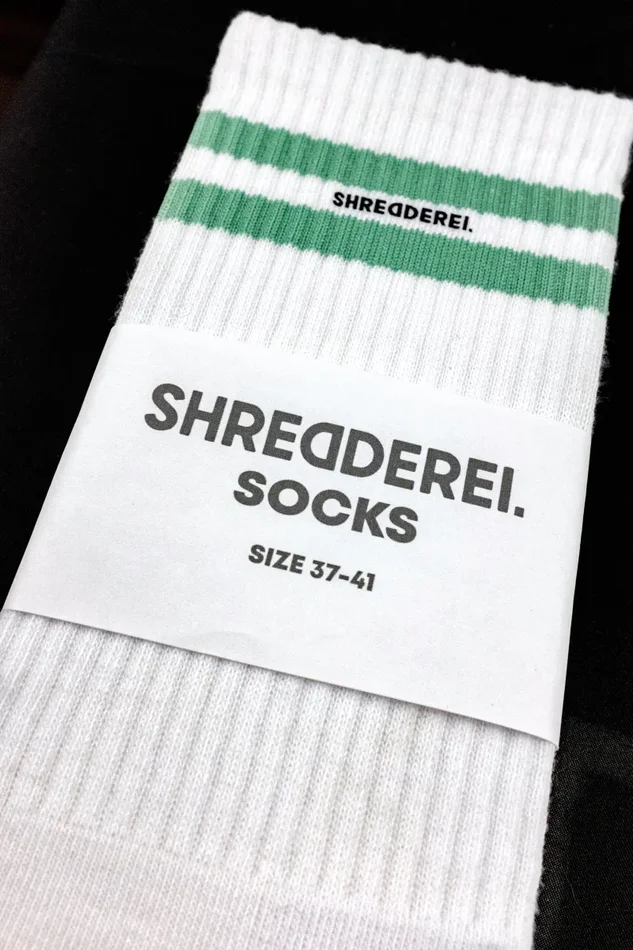 SHREDDEREI.
SHREDDEREI.
SOCKS
SIZE 37-41